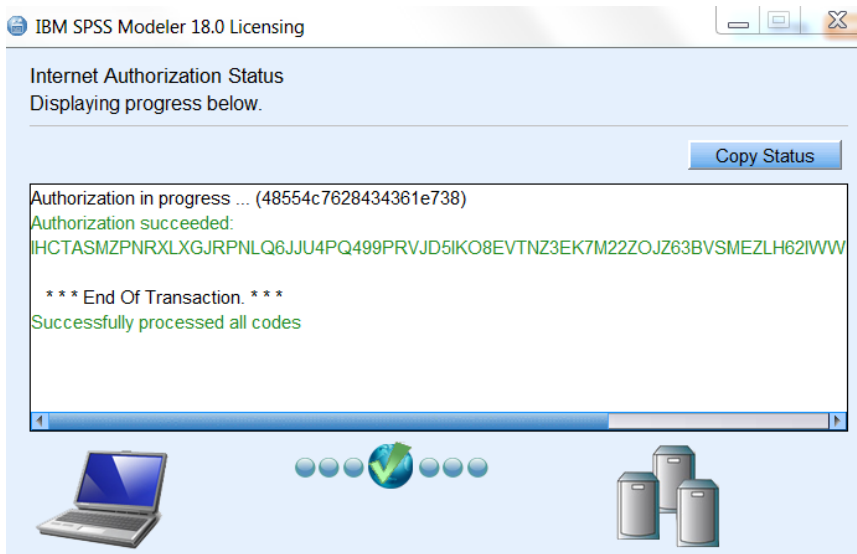 IBM SPSS Modeler 18.0 Licensing
Internet Authorization Status
Displaying progress below.
Copy Status
Authorization in progress ... (48554c7628434361e738)
Authorization succeeded:
IHCTASMZPNRXLXGJRPNLQ6JJU4PQ499PRVJD5IKO8EVTNZ3EK7M22ZOJZ63BVSMEZLH62IWW
* * * End Of Transaction. * * *
Successfully processed all codes